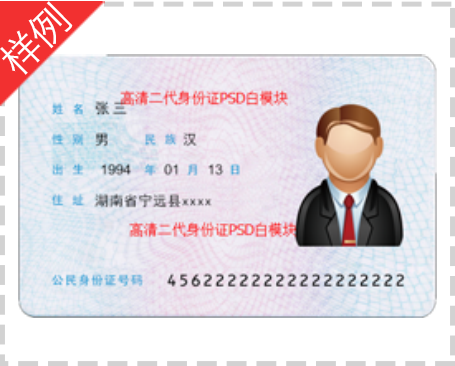 样例
高清二代身份证PSD白模块
姓 名 张三
性 别 男 民 族 汉
出 生 1994 年 01 月 13 日
住 址 湖南省宁远县xxxx
高清二代身份证PSD白模块
公民身份证号码 456222222222222222222